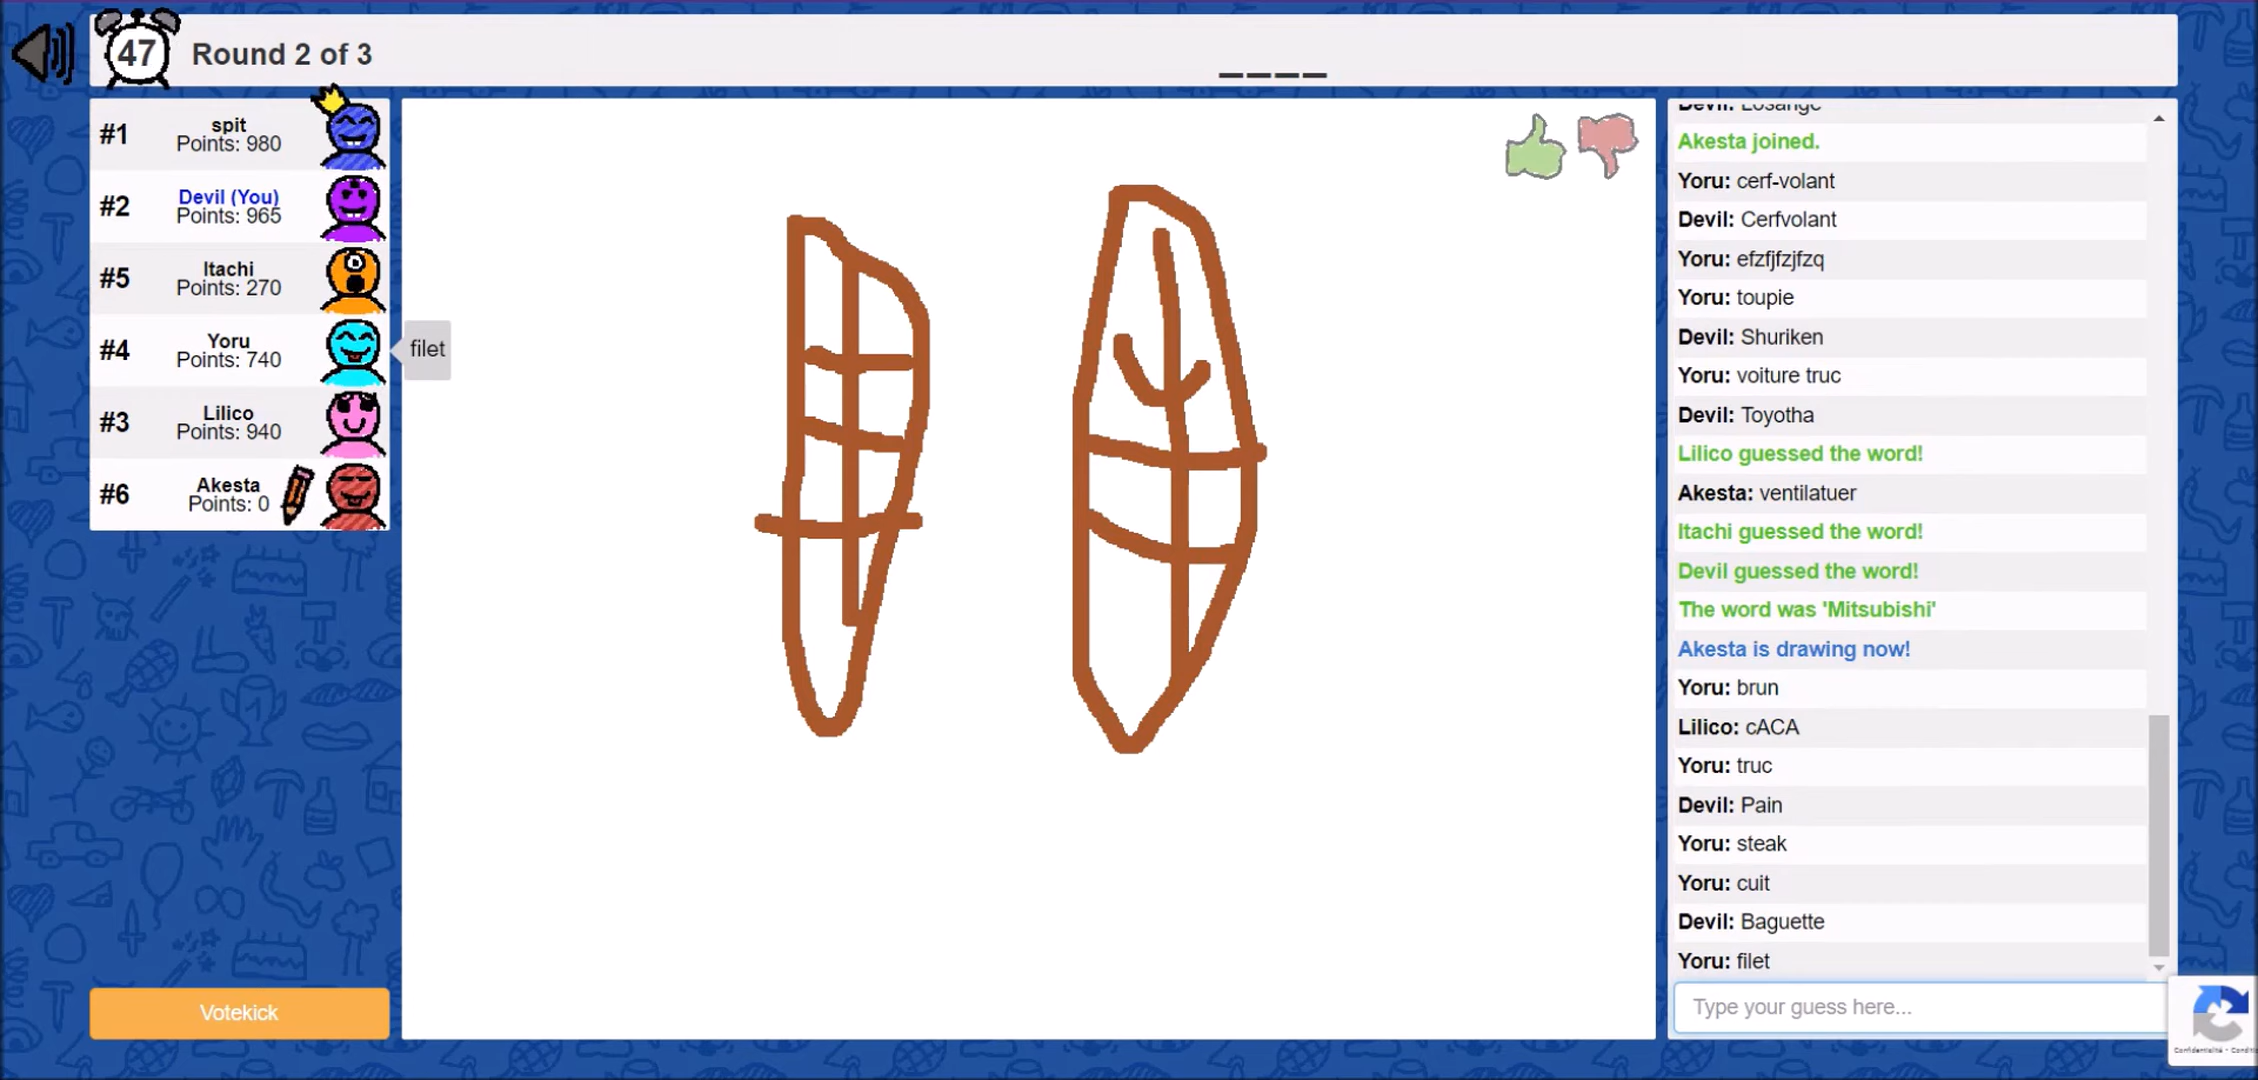 47
Round 2 of 3
#1 spit
Points: 980
#2 Devil (You)
Points: 965
#5 Itachi
Points: 270
#4 Yoru
Points: 740
#3 Lilico
Points: 940
#6 Akesta
Points: 0
filet
Votekick
Devil: Losange
Akesta joined.
Yoru: cerf-volant
Devil: Cerfvolant
Yoru: efzfjfzjfzq
Yoru: toupie
Devil: Shuriken
Yoru: voiture truc
Devil: Toyotha
Lilico guessed the word!
Akesta: ventilatuer
Itachi guessed the word!
Devil guessed the word!
The word was 'Mitsubishi'
Akesta is drawing now!
Yoru: brun
Lilico: cACA
Yoru: truc
Devil: Pain
Yoru: steak
Yoru: cuit
Devil: Baguette
Yoru: filet
Type your guess here...